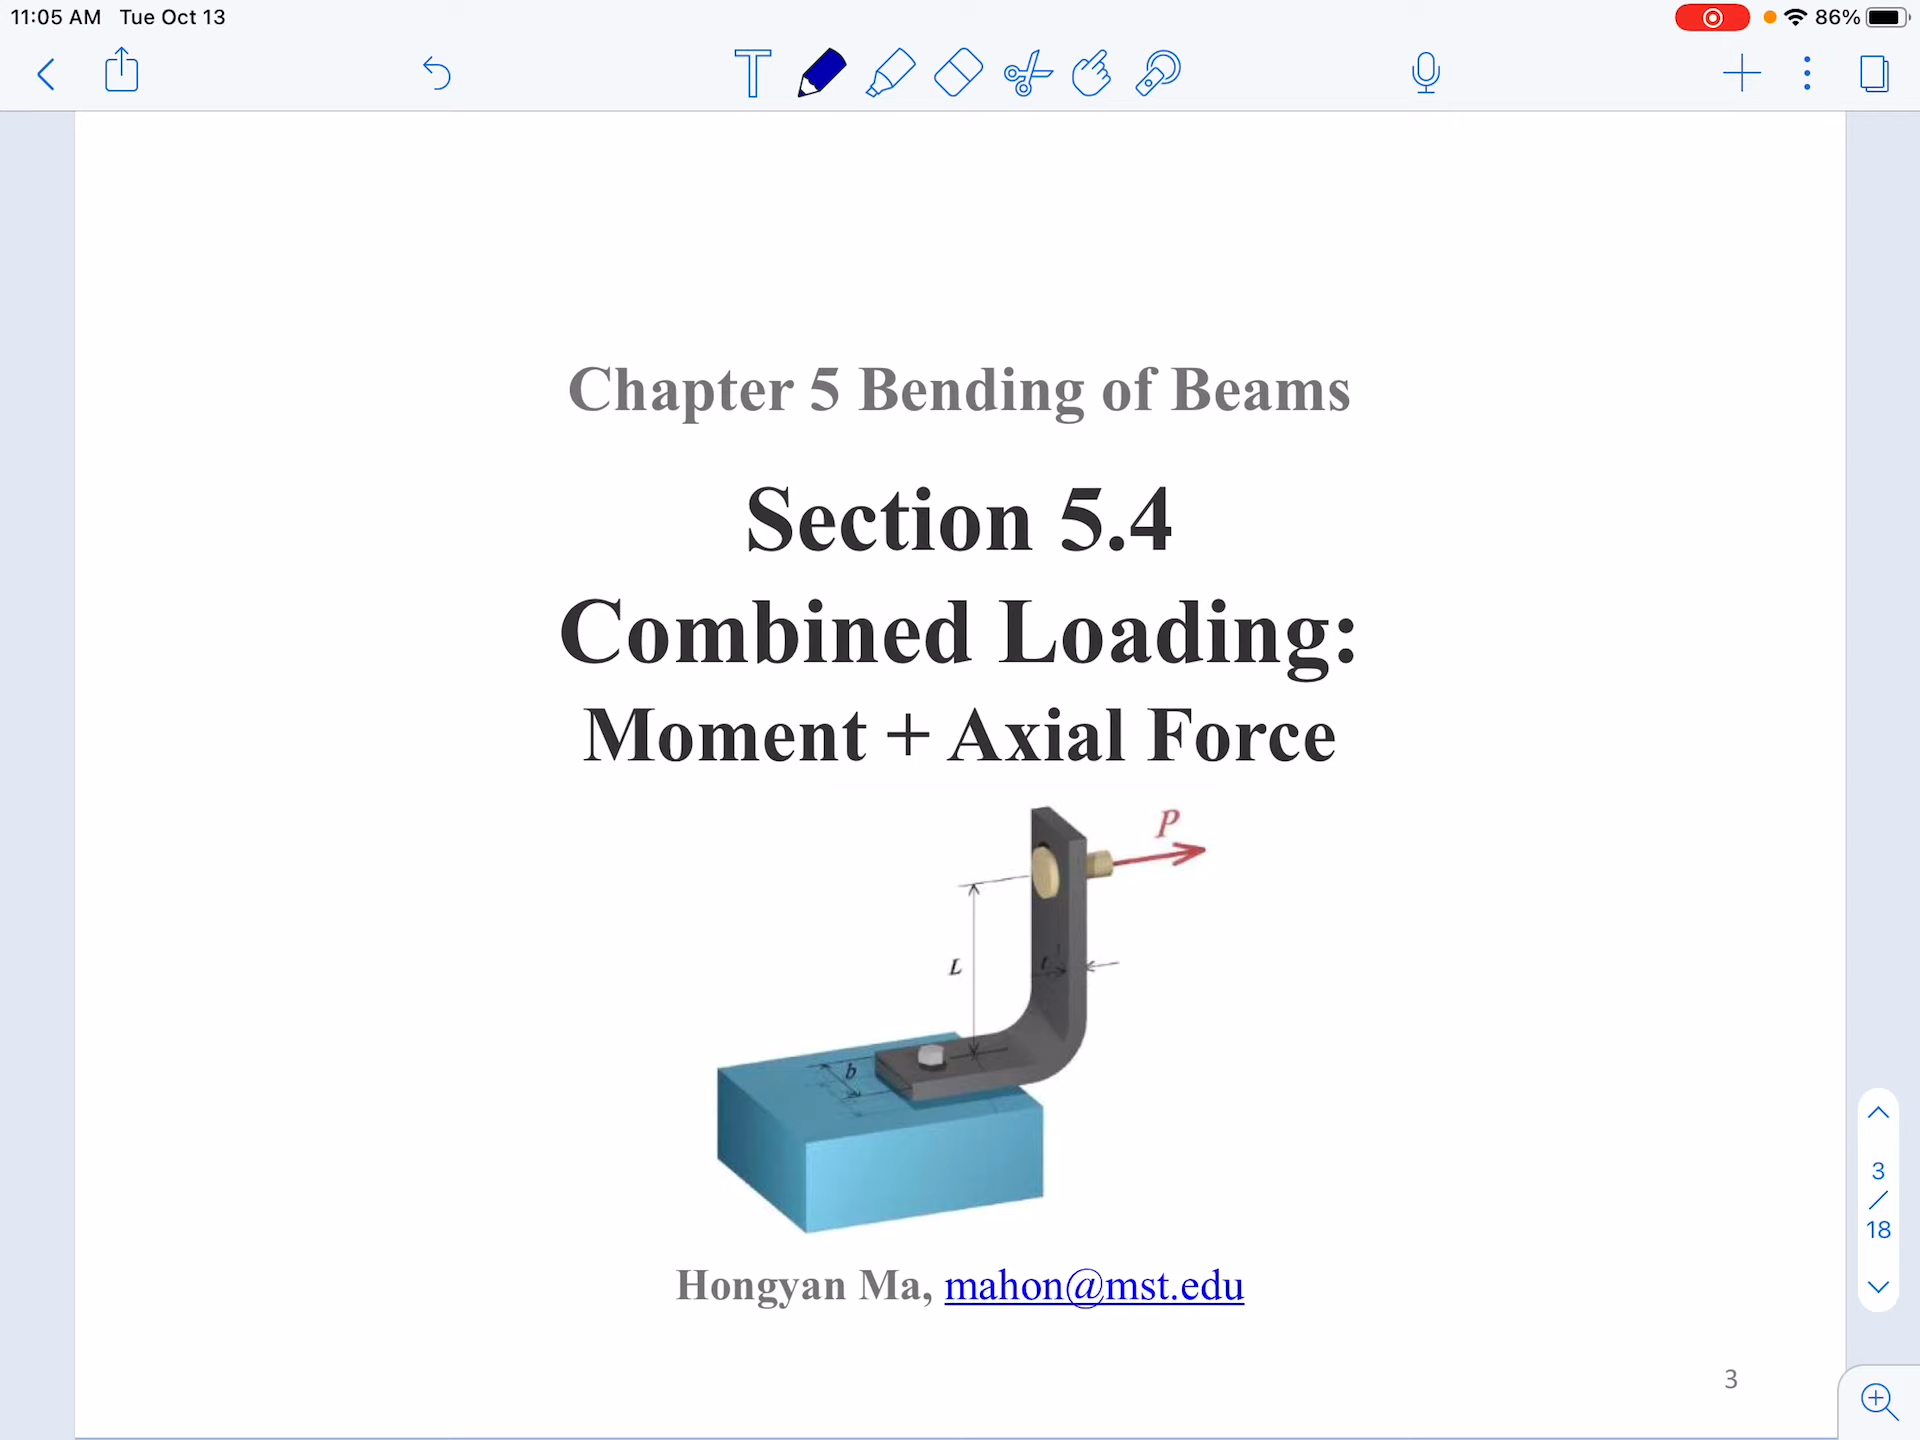 11:05 AM Tue Oct 13
86%
T
Chapter 5 Bending of Beams
Section 5.4
Combined Loading:
Moment + Axial Force
P
L
t
b
Hongyan Ma, mahon@mst.edu
3
3
/
18